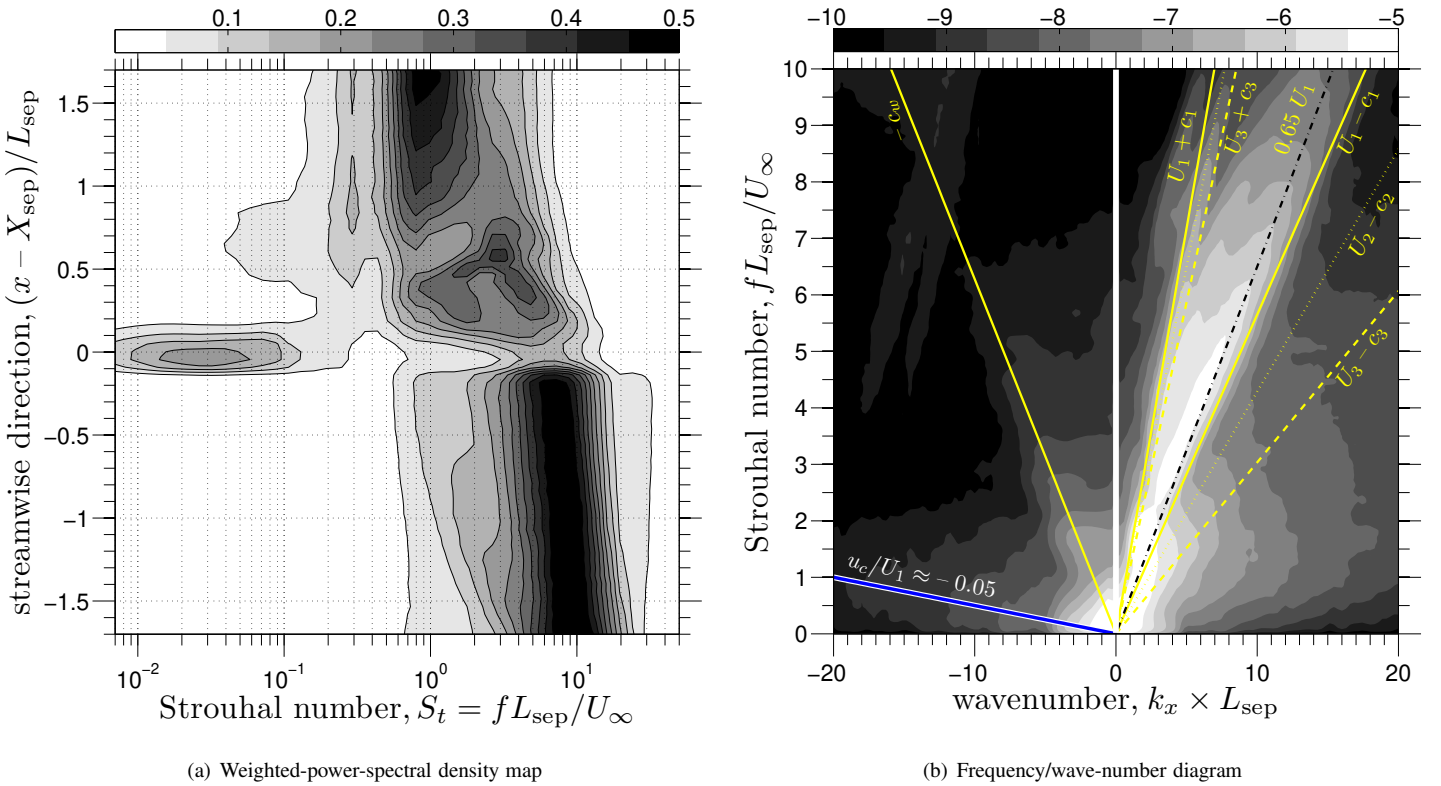 0.1 0.2 0.3 0.4 0.5
1.5
1
0.5
0
−0.5
−1
−1.5
streamwise direction, (x − X_sep)/L_sep
10^−2 10^−1 10^0 10^1
Strouhal number, S_t = fL_sep/U_∞
(a) Weighted-power-spectral density map
−10 −9 −8 −7 −6 −5
10
9
8
7
6
5
4
3
2
1
0
Strouhal number, fL_sep/U_∞
− c_w
U_1 + c_1
U_3 + c_3
0.65 U_1
U_1 − c_1
U_2 − c_2
U_3 − c_3
u_c/U_1 ≈ − 0.05
−20 −10 0 10 20
wavenumber, k_x × L_sep
(b) Frequency/wave-number diagram